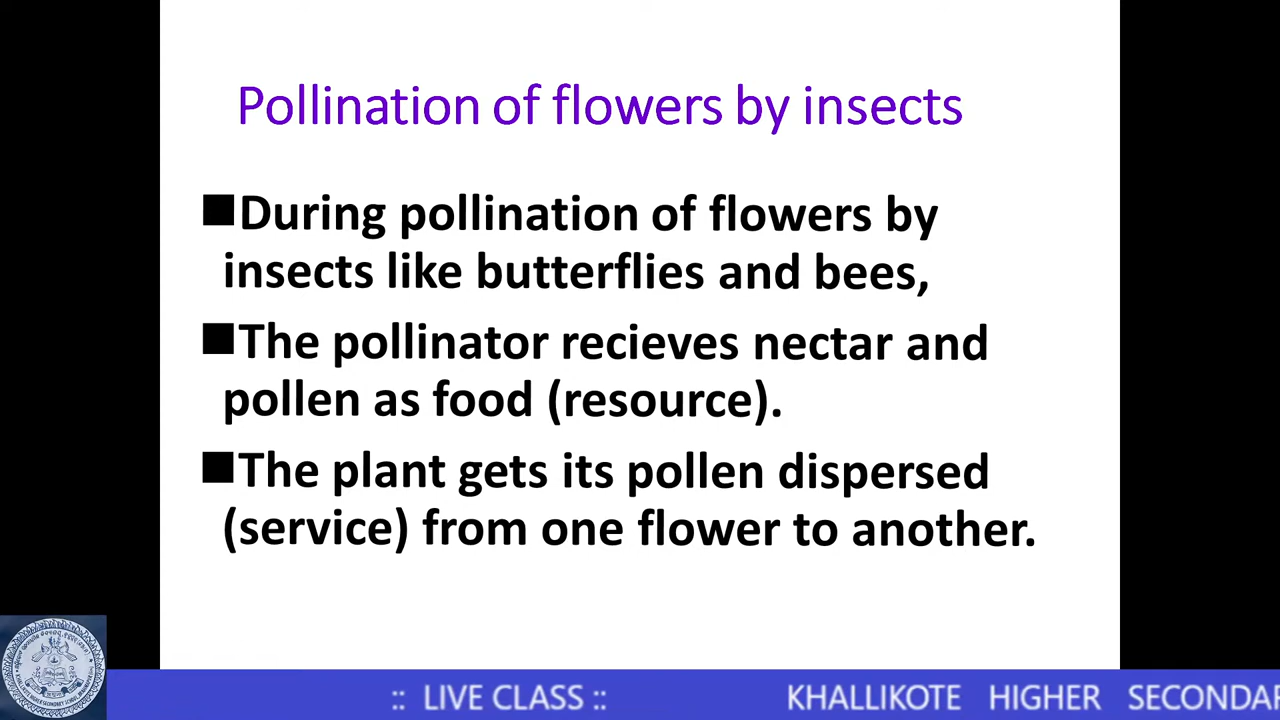 Pollination of flowers by insects
■During pollination of flowers by
insects like butterflies and bees,
■The pollinator recieves nectar and
pollen as food (resource).
■The plant gets its pollen dispersed
(service) from one flower to another.
:: LIVE CLASS :: KHALLIKOTE HIGHER SECONDAR